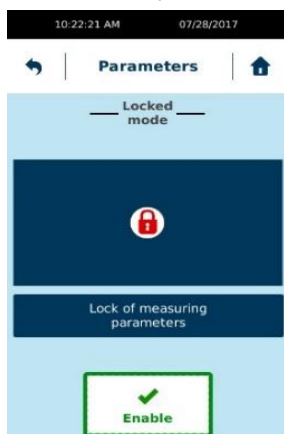 10:22:21 AM 07/28/2017
Parameters
Locked
mode
Lock of measuring
parameters
Enable